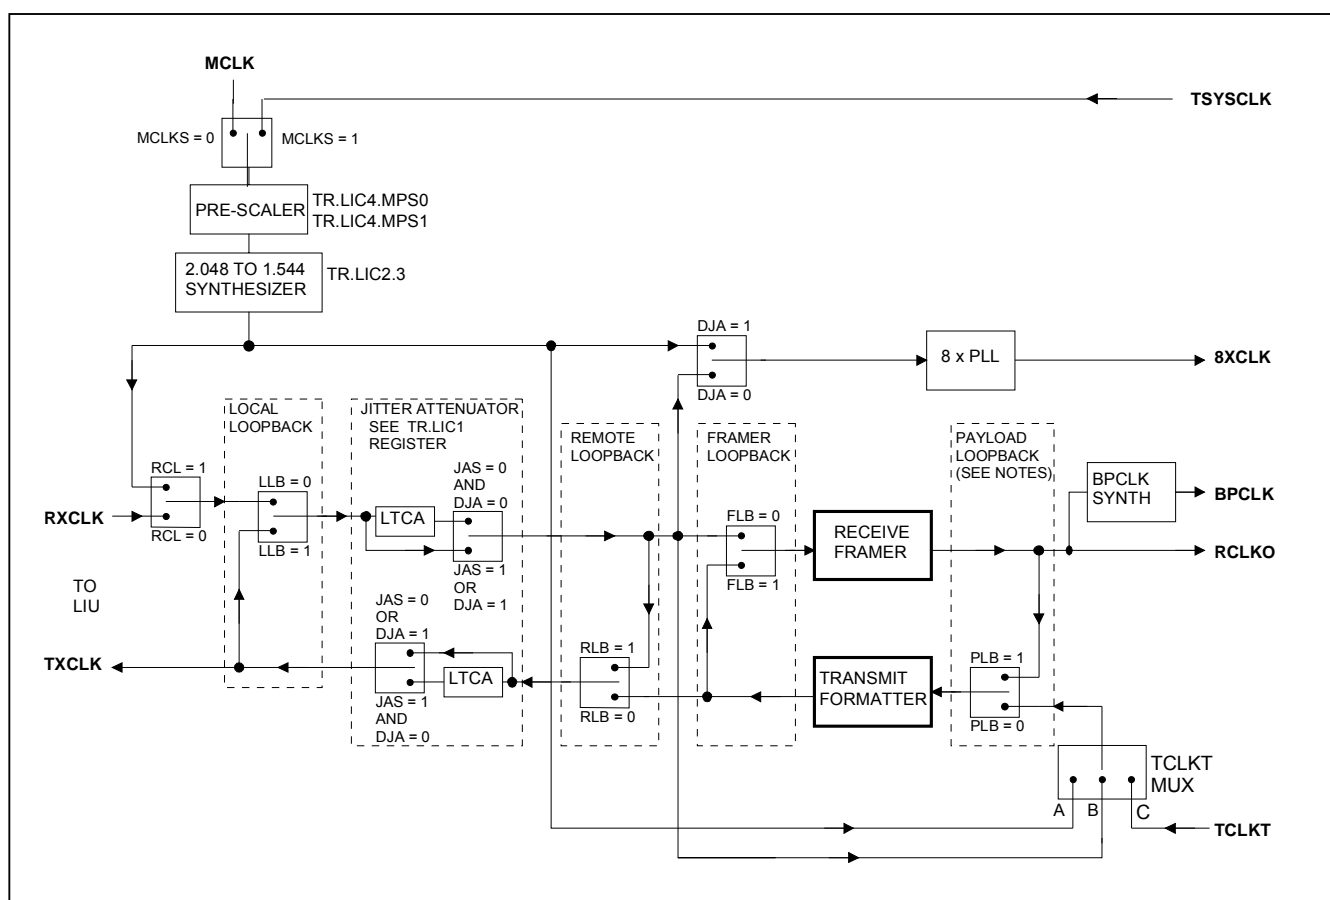 MCLK
TSYSCLK
MCLKS = 0
MCLKS = 1
PRE-SCALER
TR.LIC4.MPS0
TR.LIC4.MPS1
2.048 TO 1.544
SYNTHESIZER
TR.LIC2.3
DJA = 1
8 x PLL
8XCLK
DJA = 0
LOCAL
LOOPBACK
JITTER ATTENUATOR
SEE TR.LIC1
REGISTER
REMOTE
LOOPBACK
FRAMER
LOOPBACK
PAYLOAD
LOOPBACK
(SEE NOTES)
RCL = 1
RXCLK
RCL = 0
LLB = 0
LLB = 1
LTCA
JAS = 0
AND
DJA = 0
JAS = 1
OR
DJA = 1
FLB = 0
FLB = 1
RECEIVE
FRAMER
BPCLK
SYNTH
BPCLK
RCLKO
TO
LIU
TXCLK
JAS = 0
OR
DJA = 1
LTCA
JAS = 1
AND
DJA = 0
RLB = 1
RLB = 0
TRANSMIT
FORMATTER
PLB = 1
PLB = 0
TCLKT
MUX
A
B
C
TCLKT